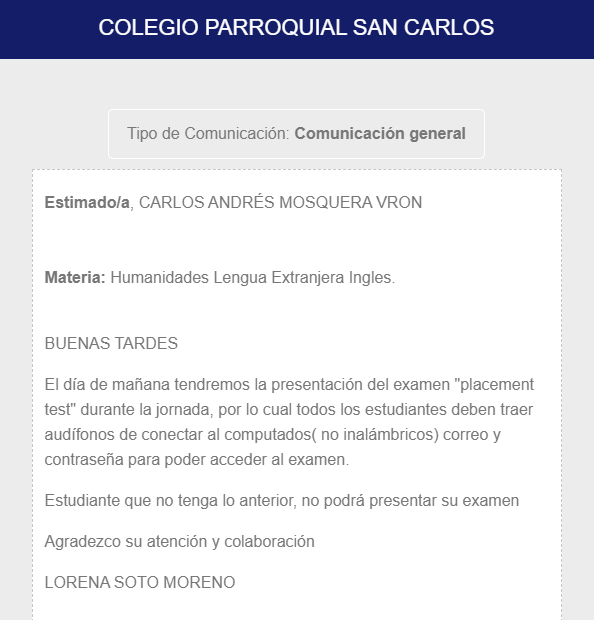 COLEGIO PARROQUIAL SAN CARLOS
Tipo de Comunicación: Comunicación general
Estimado/a, CARLOS ANDRÉS MOSQUERA VRON
Materia: Humanidades Lengua Extranjera Ingles.
BUENAS TARDES
El día de mañana tendremos la presentación del examen "placement
test" durante la jornada, por lo cual todos los estudiantes deben traer
audífonos de conectar al computados( no inalámbricos) correo y
contraseña para poder acceder al examen.
Estudiante que no tenga lo anterior, no podrá presentar su examen
Agradezco su atención y colaboración
LORENA SOTO MORENO